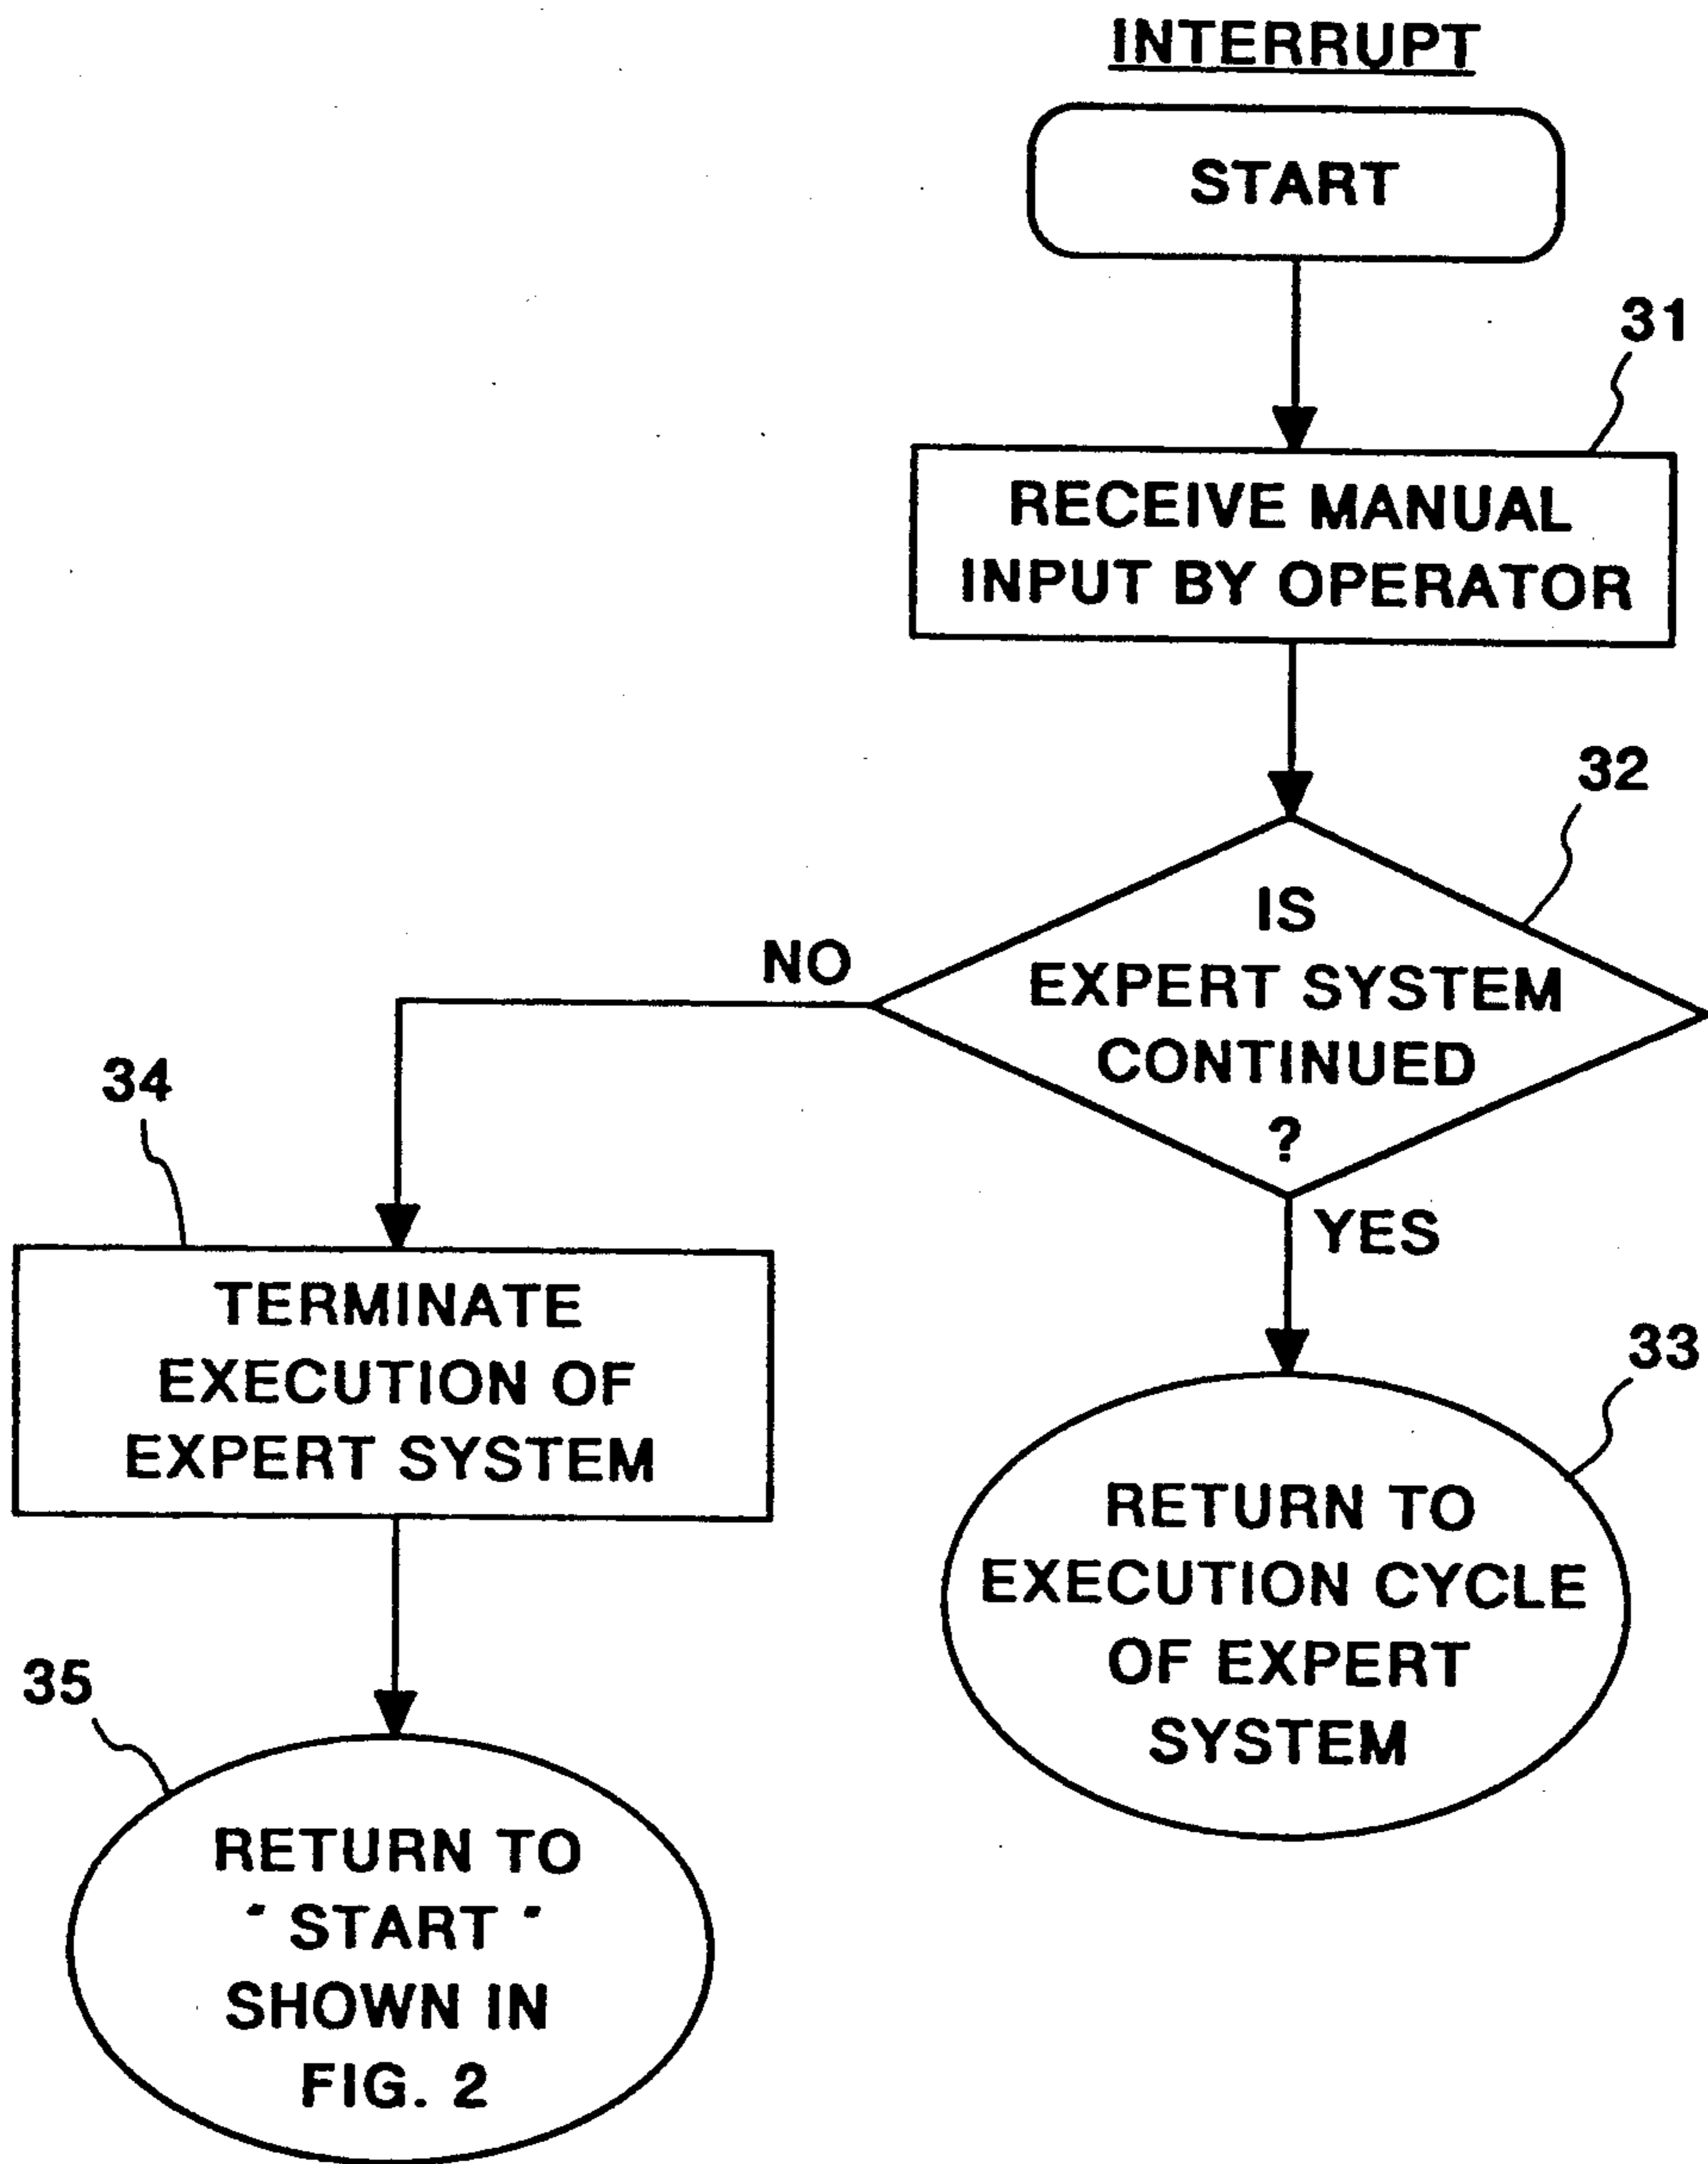 INTERRUPT
START
31
RECEIVE MANUAL
INPUT BY OPERATOR
32
IS
EXPERT SYSTEM
CONTINUED
?
NO
YES
34
TERMINATE
EXECUTION OF
EXPERT SYSTEM
33
RETURN TO
EXECUTION CYCLE
OF EXPERT
SYSTEM
35
RETURN TO
" START "
SHOWN IN
FIG. 2